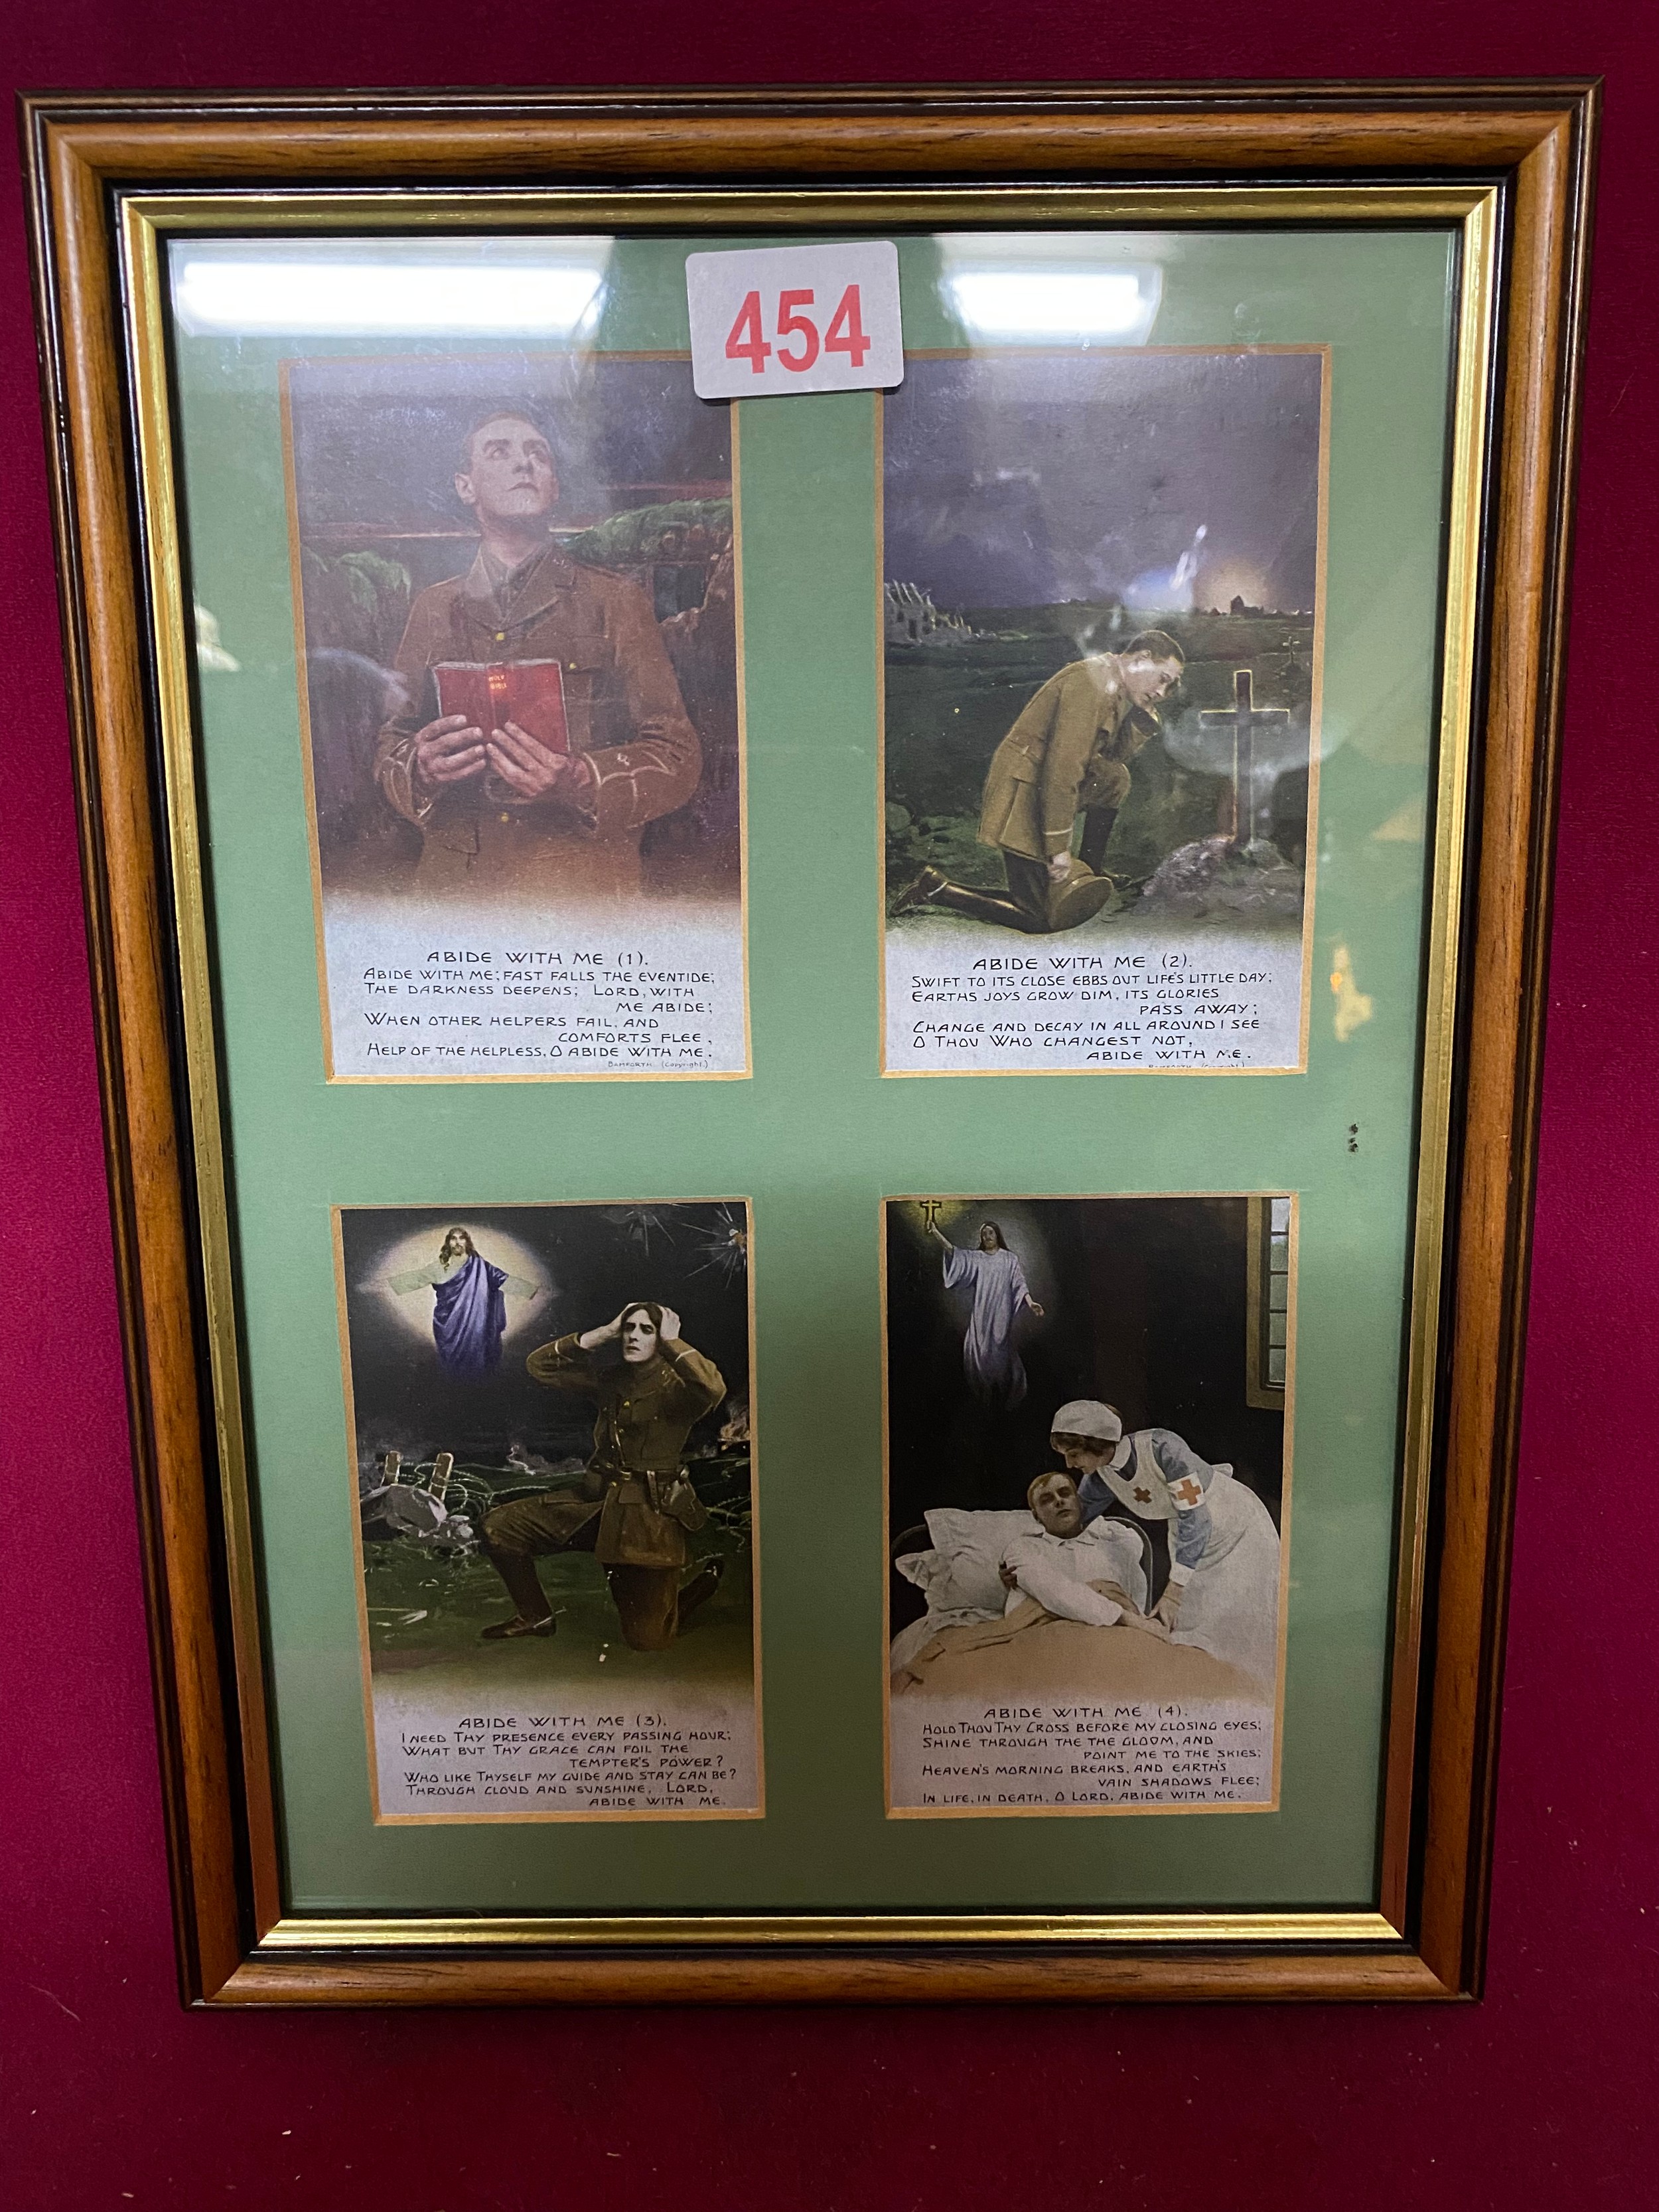 454
HOLY
BIBLE
ABIDE WITH ME (1).
ABIDE WITH ME; FAST FALLS THE EVENTIDE;
THE DARKNESS DEEPENS; LORD, WITH
ME ABIDE;
WHEN OTHER HELPERS FAIL, AND
COMFORTS FLEE,
HELP OF THE HELPLESS, O ABIDE WITH ME.
BAMFORTH (Copyright.)
ABIDE WITH ME (2).
SWIFT TO ITS CLOSE EBBS OUT LIFE'S LITTLE DAY;
EARTHS JOYS GROW DIM, ITS GLORIES
PASS AWAY;
CHANGE AND DECAY IN ALL AROUND I SEE
O THOU WHO CHANGEST NOT,
ABIDE WITH ME.
BAMFORTH (Copyright.)
ABIDE WITH ME (3).
I NEED THY PRESENCE EVERY PASSING HOUR;
WHAT BUT THY GRACE CAN FOIL THE
TEMPTER'S POWER?
WHO LIKE THYSELF MY GUIDE AND STAY CAN BE?
THROUGH CLOUD AND SUNSHINE, LORD,
ABIDE WITH ME.
ABIDE WITH ME (4).
HOLD THOU THY CROSS BEFORE MY CLOSING EYES;
SHINE THROUGH THE THE GLOOM, AND
POINT ME TO THE SKIES;
HEAVEN'S MORNING BREAKS, AND EARTH'S
VAIN SHADOWS FLEE;
IN LIFE, IN DEATH, O LORD, ABIDE WITH ME.